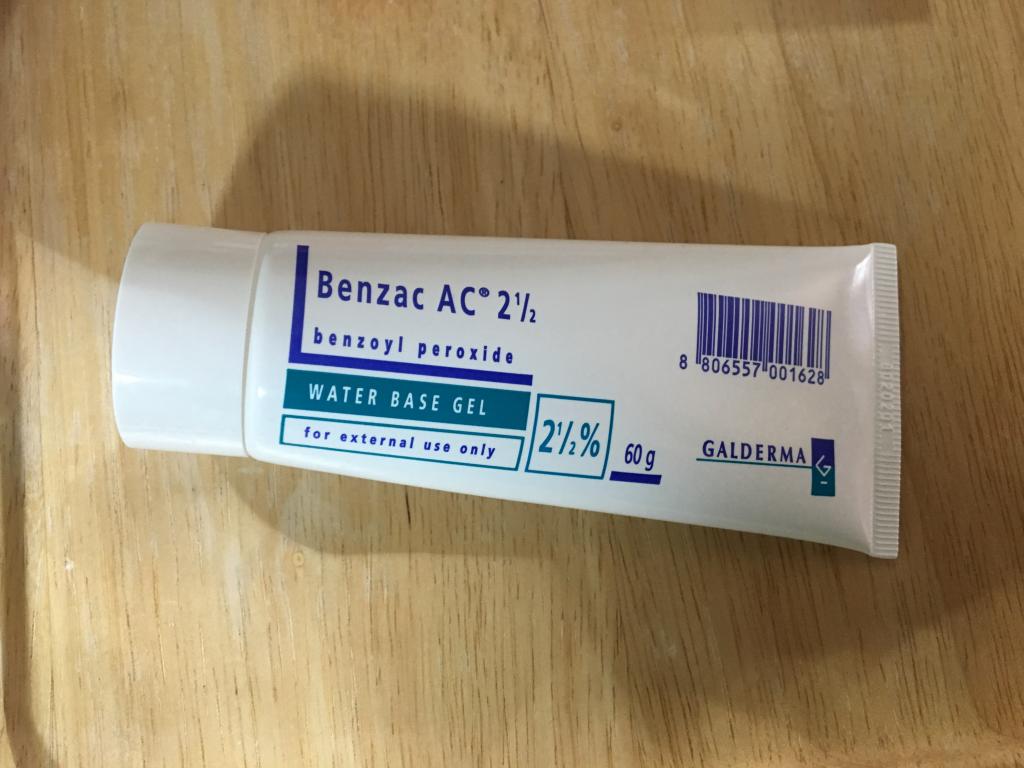 Benzac AC® 2½
benzoyl peroxide
WATER BASE GEL
for external use only
2½%
60 g
8 806557 001628
GALDERMA